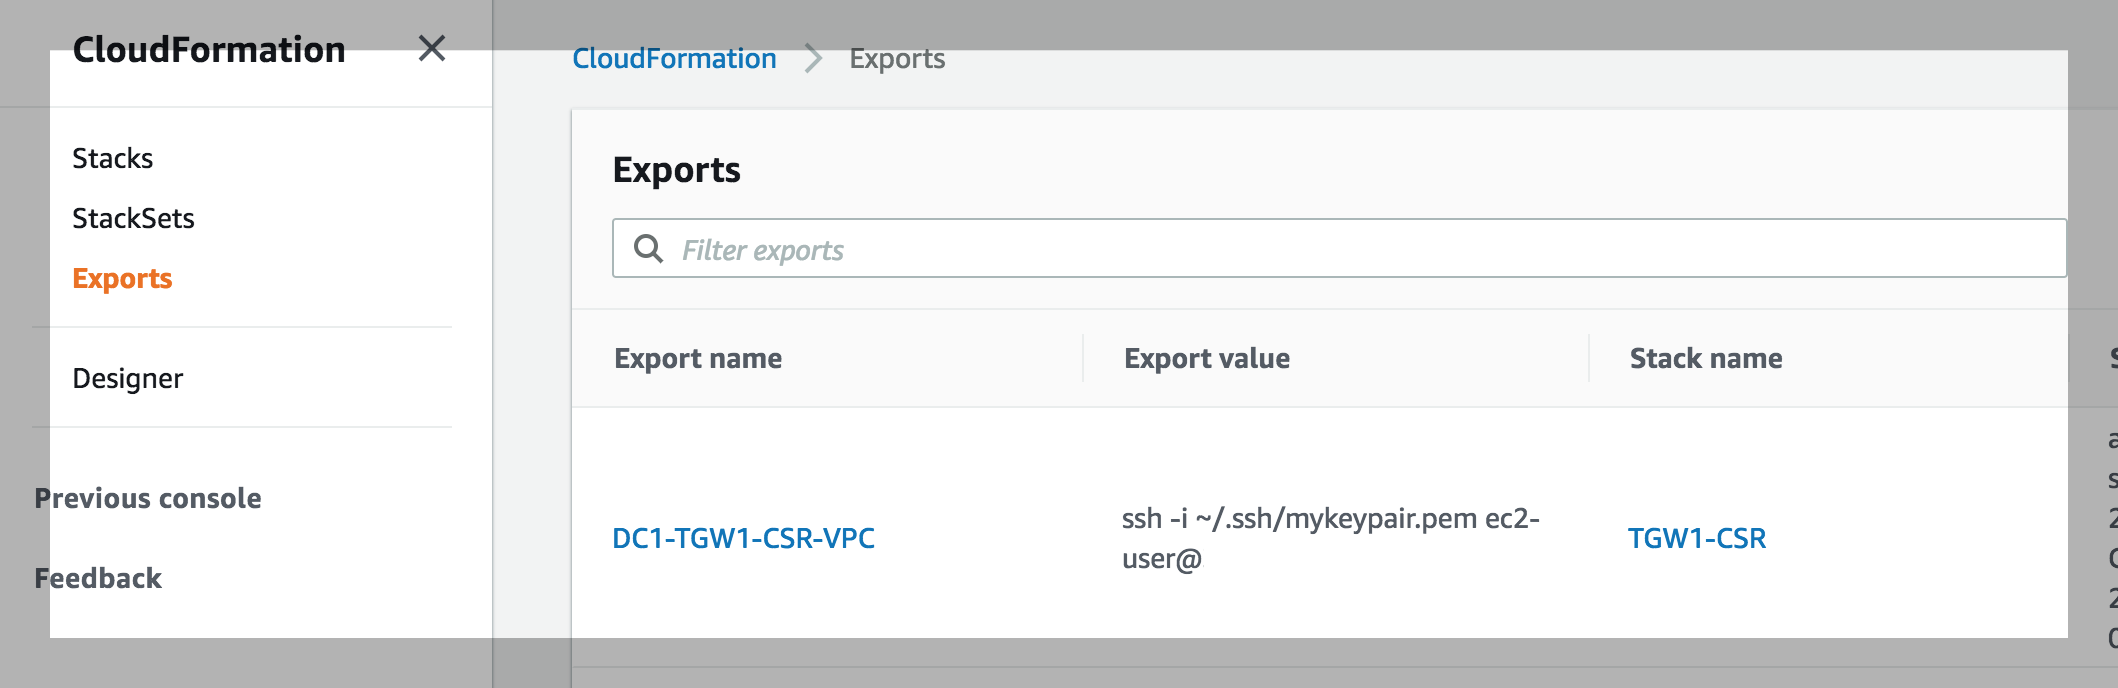 CloudFormation
Stacks
StackSets
Exports
Designer
Previous console
Feedback
CloudFormation > Exports
Exports
Filter exports
Export name Export value Stack name
DC1-TGW1-CSR-VPC
ssh -i ~/.ssh/mykeypair.pem ec2-
user@
TGW1-CSR